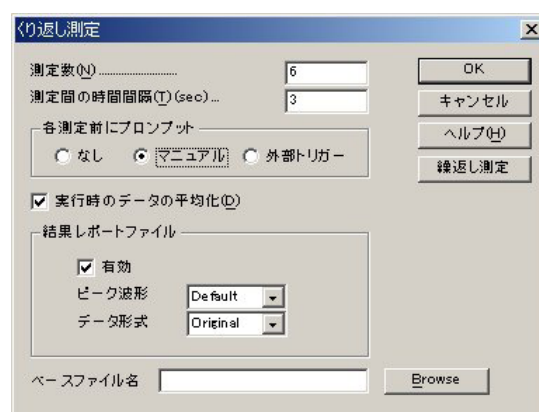 くり返し測定
測定数(N)........................ 6
測定間の時間間隔(T)(sec)... 3
各測定前にプロンプット
なし マニュアル 外部トリガー
実行時のデータの平均化(D)
結果レポートファイル
有効
ピーク波形 Default
データ形式 Original
ベースファイル名 Browse
OK
キャンセル
ヘルプ(H)
繰返し測定